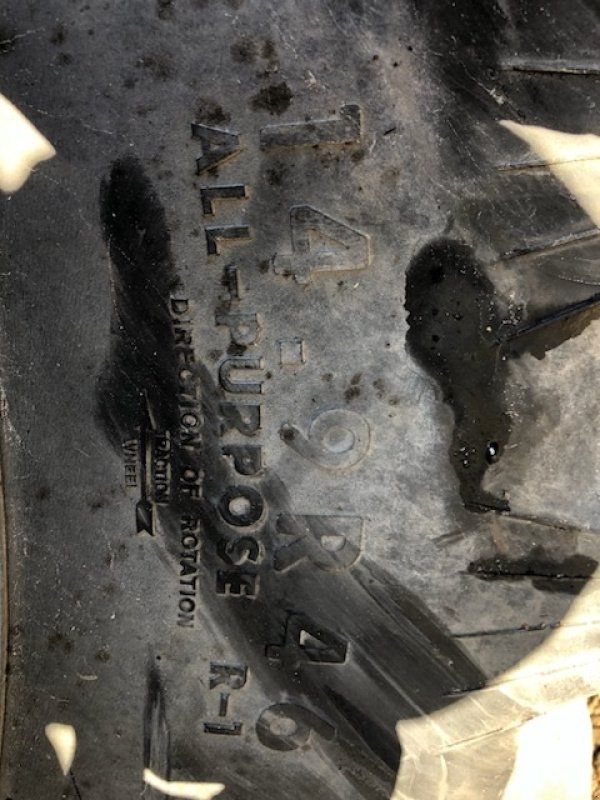 14.9R46
ALL-PURPOSE R-1
DIRECTION OF ROTATION
TRACTION
WHEEL